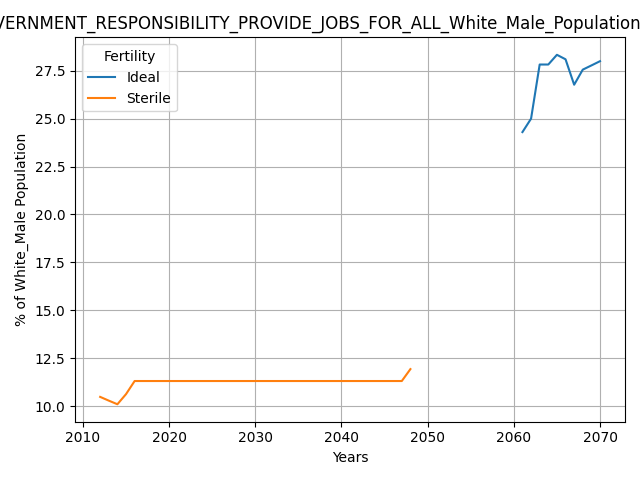 VERNMENT_RESPONSIBILITY_PROVIDE_JOBS_FOR_ALL_White_Male_Population
Fertility
Ideal
Sterile
% of White_Male Population
27.5
25.0
22.5
20.0
17.5
15.0
12.5
10.0
2010 2020 2030 2040 2050 2060 2070
Years